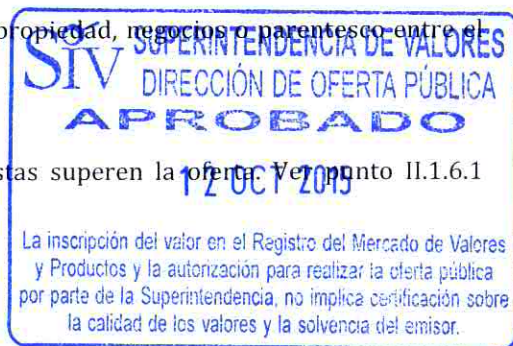 propiedad, negocios o parentesco entre el
SIV SUPERINTENDENCIA DE VALORES
DIRECCIÓN DE OFERTA PÚBLICA
APROBADO
stas superen la oferta. Ver punto II.1.6.1
12 OCT
La inscripción del valor en el Registro del Mercado de Valores
y Productos y la autorización para realizar la oferta pública
por parte de la Superintendencia, no implica certificación sobre
la calidad de los valores y la solvencia del emisor.